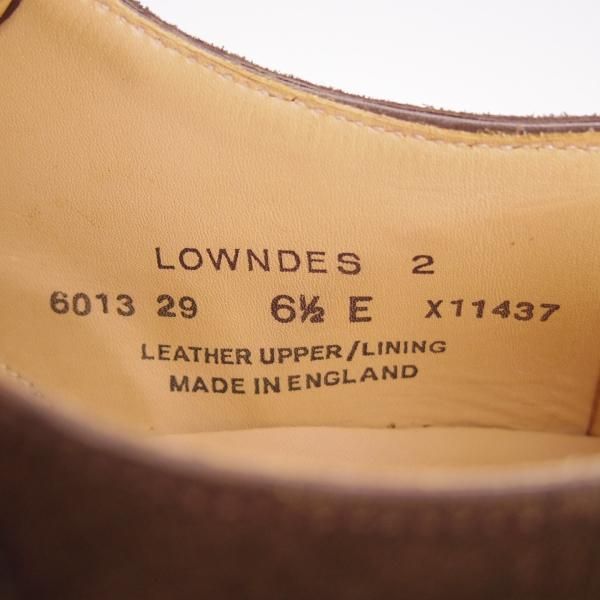 LOWNDES 2
6013 29 6½ E X11437
LEATHER UPPER/LINING
MADE IN ENGLAND